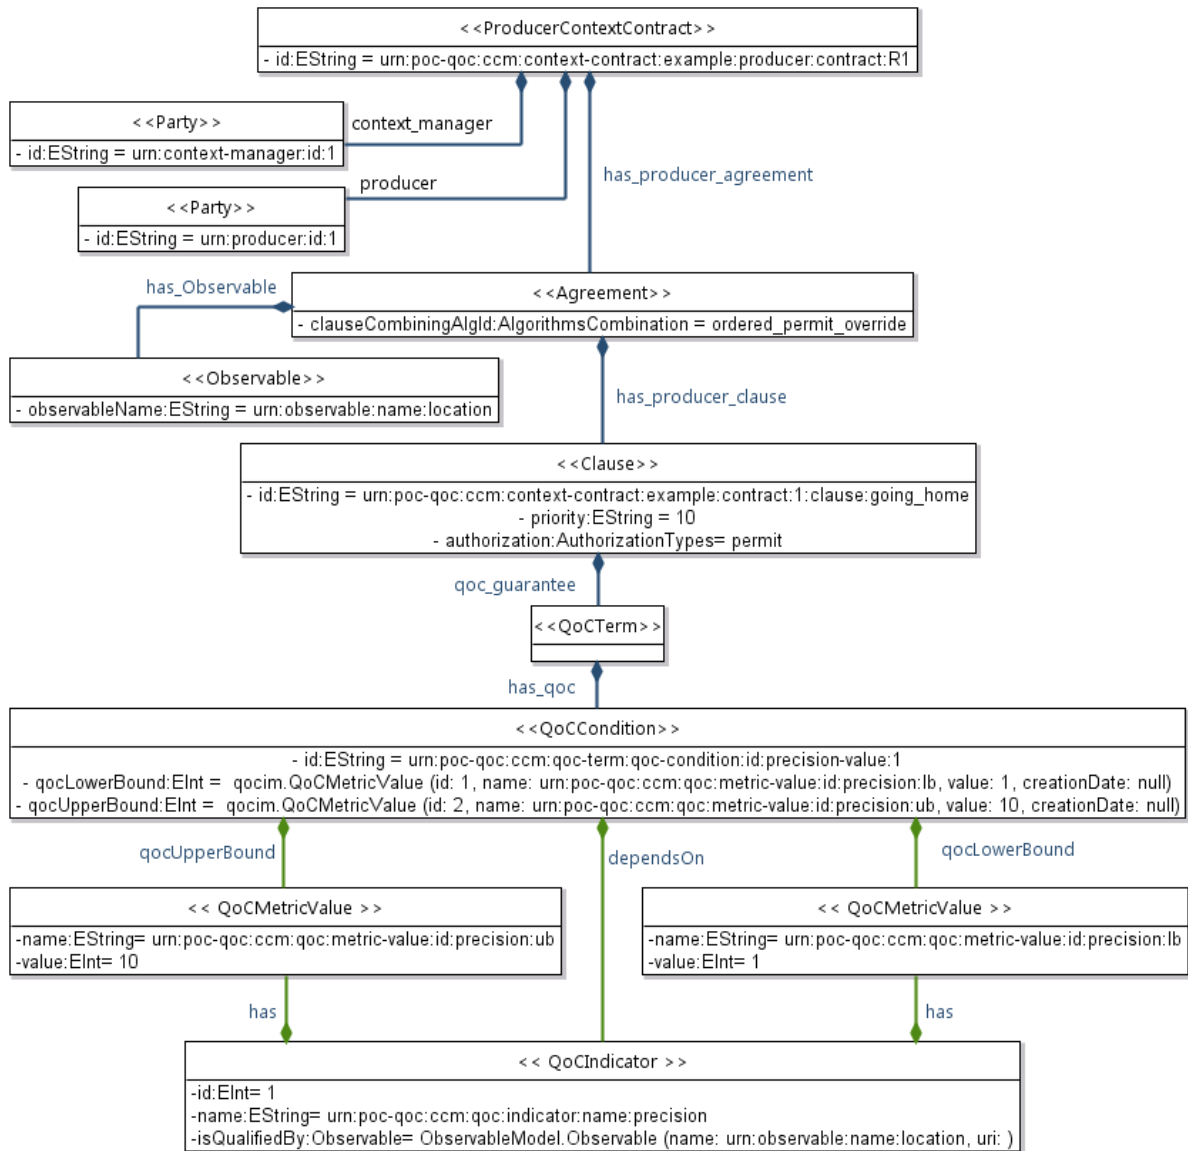 <<ProducerContextContract>>
- id:EString = urn:poc-qoc:ccm:context-contract:example:producer:contract:R1
<<Party>>
- id:EString = urn:context-manager:id:1
context_manager
producer
<<Party>>
- id:EString = urn:producer:id:1
has_producer_agreement
has_Observable
<<Agreement>>
- clauseCombiningAlgId:AlgorithmsCombination = ordered_permit_override
<<Observable>>
- observableName:EString = urn:observable:name:location
has_producer_clause
<<Clause>>
- id:EString = urn:poc-qoc:ccm:context-contract:example:contract:1:clause:going_home
- priority:EString = 10
- authorization:AuthorizationTypes= permit
qoc_guarantee
<<QoCTerm>>
has_qoc
<<QoCCondition>>
- id:EString = urn:poc-qoc:ccm:qoc-term:qoc-condition:id:precision-value:1
- qocLowerBound:EInt = qocim.QoCMetricValue (id: 1, name: urn:poc-qoc:ccm:qoc:metric-value:id:precision:lb, value: 1, creationDate: null)
- qocUpperBound:EInt = qocim.QoCMetricValue (id: 2, name: urn:poc-qoc:ccm:qoc:metric-value:id:precision:ub, value: 10, creationDate: null)
qocUpperBound
dependsOn
qocLowerBound
<< QoCMetricValue >>
-name:EString= urn:poc-qoc:ccm:qoc:metric-value:id:precision:ub
-value:EInt= 10
<< QoCMetricValue >>
-name:EString= urn:poc-qoc:ccm:qoc:metric-value:id:precision:lb
-value:EInt= 1
has
has
<< QoCIndicator >>
-id:EInt= 1
-name:EString= urn:poc-qoc:ccm:qoc:indicator:name:precision
-isQualifiedBy:Observable= ObservableModel.Observable (name: urn:observable:name:location, uri: )